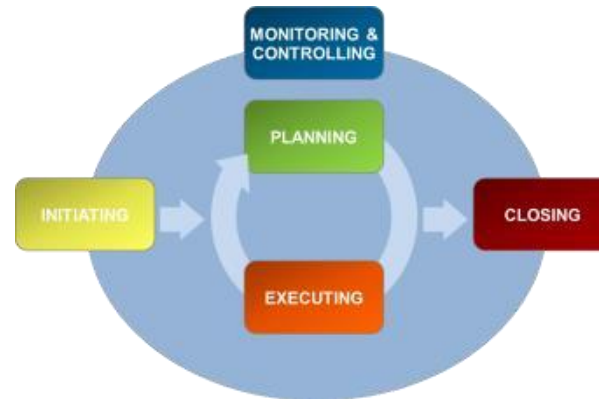 MONITORING &
CONTROLLING
PLANNING
INITIATING
CLOSING
EXECUTING